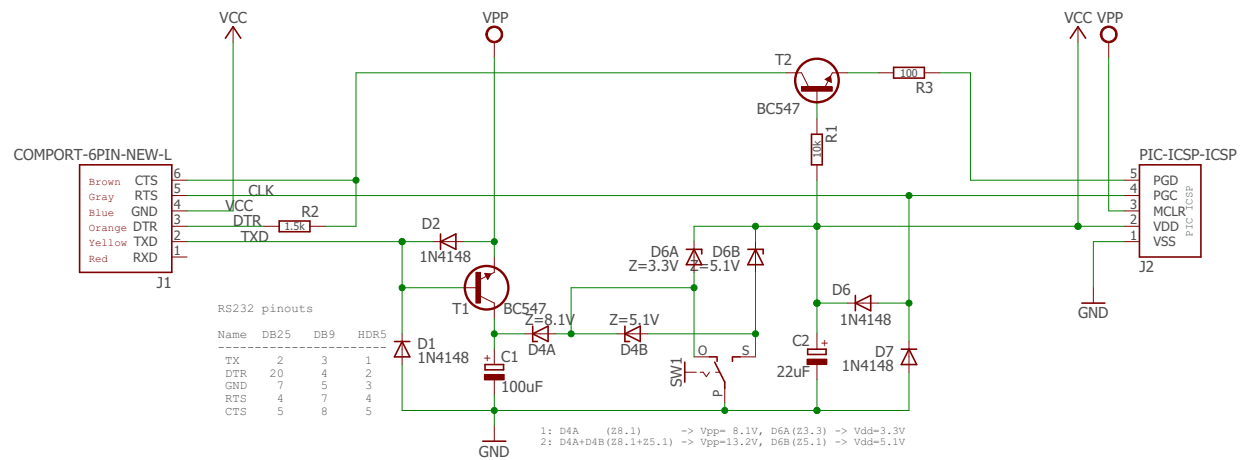 VCC
VPP
VCC
VPP
T2
100
R3
BC547
R1
10k
COMPORT-6PIN-NEW-L
PIC-ICSP-ICSP
Brown CTS 6
Gray RTS 5
Blue GND 4
Orange DTR 3
Yellow TXD 2
Red RXD 1
J1
CLK
VCC
DTR
TXD
R2
1.5k
5 PGD
4 PGC
3 MCLR
2 VDD
1 VSS
PIC ICSP
J2
GND
D2
1N4148
T1
BC547
D6A
Z=3.3V
D6B
Z=5.1V
Z=8.1V
D4A
Z=5.1V
D4B
D1
1N4148
C1
+
100uF
SW1
O
S
P
D6
1N4148
C2
+
22uF
D7
1N4148
GND
RS232 pinouts
Name DB25 DB9 HDR5
TX 2 3 1
DTR 20 4 2
GND 7 5 3
RTS 4 7 4
CTS 5 8 5
1: D4A (Z8.1) -> Vpp= 8.1V, D6A(Z3.3) -> Vdd=3.3V
2: D4A+D4B(Z8.1+Z5.1) -> Vpp=13.2V, D6B(Z5.1) -> Vdd=5.1V